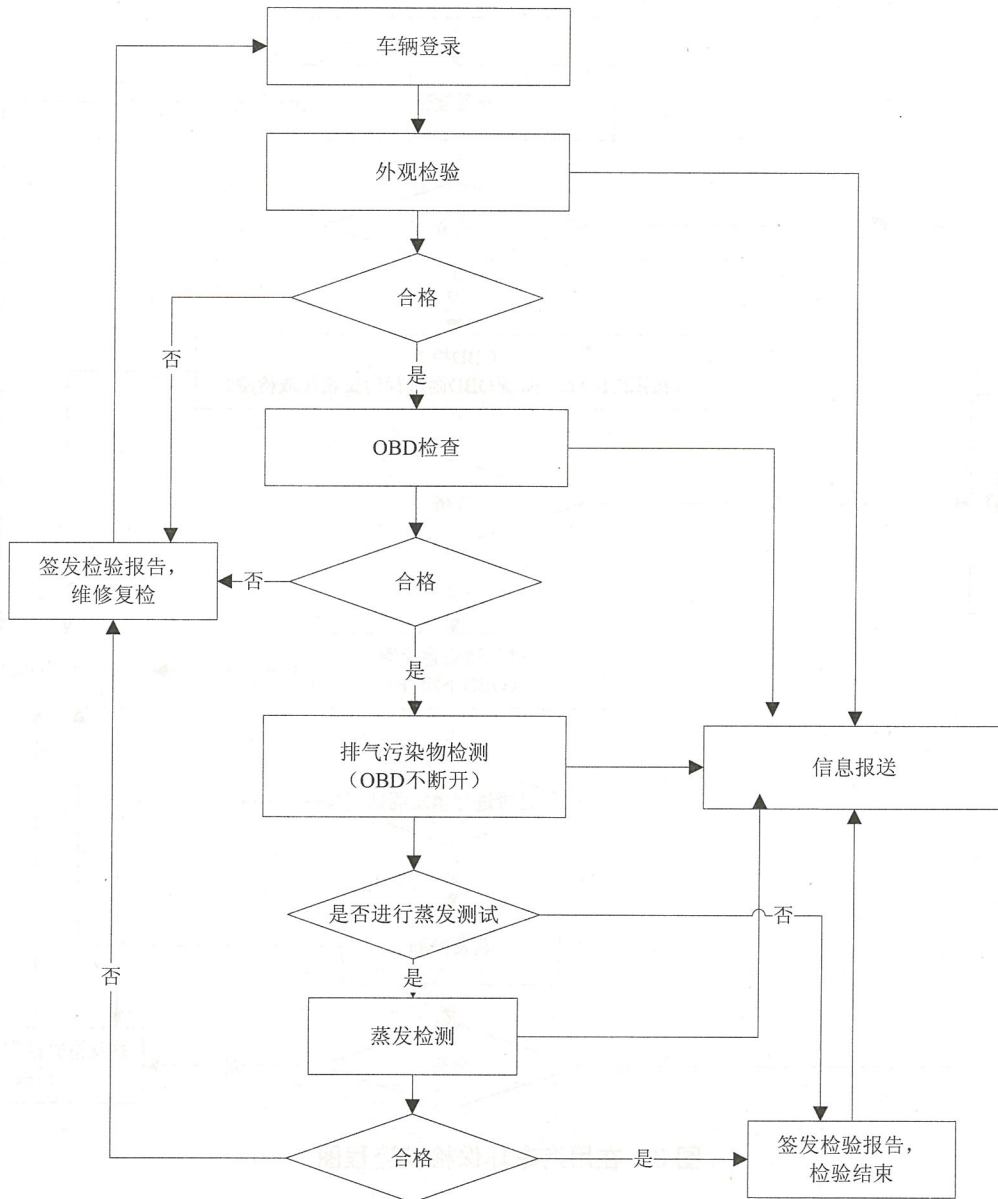 车辆登录
外观检验
合格
否
是
OBD检查
签发检验报告，
维修复检
否
合格
是
排气污染物检测
（OBD不断开）
信息报送
是否进行蒸发测试
否
是
否
蒸发检测
合格
是
签发检验报告，
检验结束